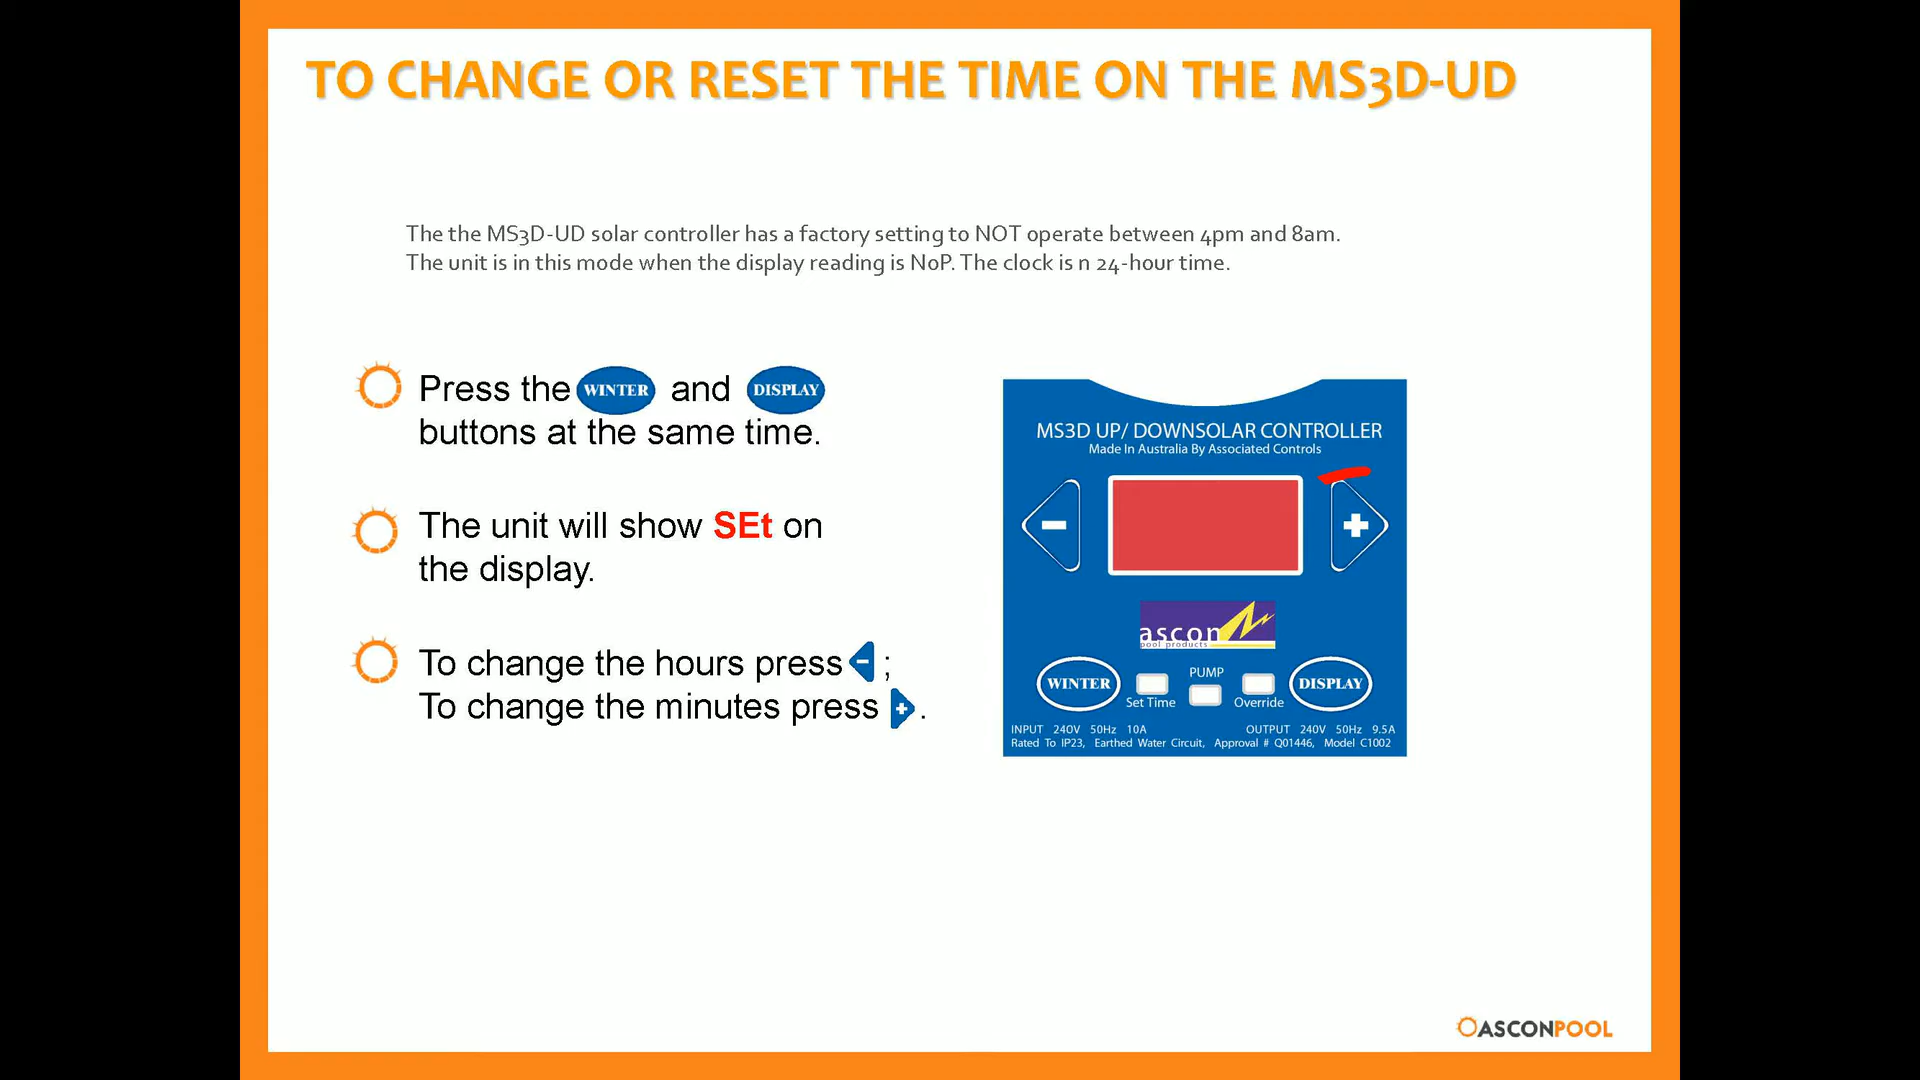 TO CHANGE OR RESET THE TIME ON THE MS3D-UD
The the MS3D-UD solar controller has a factory setting to NOT operate between 4pm and 8am.
The unit is in this mode when the display reading is NoP. The clock is n 24-hour time.
Press the WINTER and DISPLAY
buttons at the same time.
The unit will show SEt on
the display.
To change the hours press - ;
To change the minutes press + .
MS3D UP/ DOWNSOLAR CONTROLLER
Made In Australia By Associated Controls
- +
ascon
pool products
WINTER Set Time PUMP Override DISPLAY
INPUT 240V 50Hz 10A OUTPUT 240V 50Hz 9.5A
Rated To IP23, Earthed Water Circuit, Approval # Q01446, Model C1002
ASCONPOOL